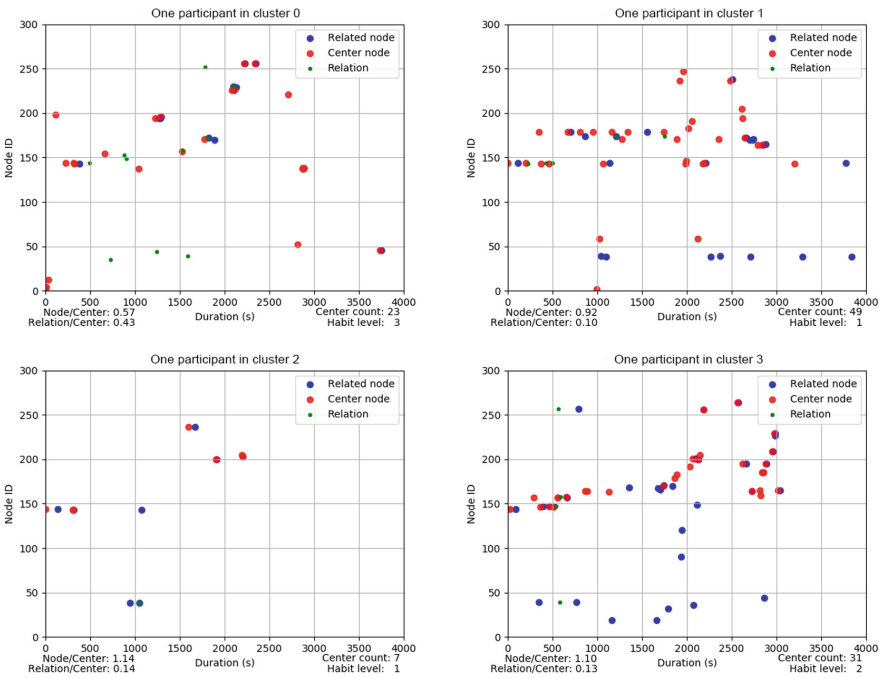 One participant in cluster 0
300
250
200
150
100
50
0
Node ID
Related node
Center node
Relation
0 500 1000 1500 2000 2500 3000 3500 4000
Duration (s)
Node/Center: 0.57
Relation/Center: 0.43
Center count: 23
Habit level: 3
One participant in cluster 1
300
250
200
150
100
50
0
Node ID
Related node
Center node
Relation
0 500 1000 1500 2000 2500 3000 3500 4000
Duration (s)
Node/Center: 0.92
Relation/Center: 0.10
Center count: 49
Habit level: 1
One participant in cluster 2
300
250
200
150
100
50
0
Node ID
Related node
Center node
Relation
0 500 1000 1500 2000 2500 3000 3500 4000
Duration (s)
Node/Center: 1.14
Relation/Center: 0.14
Center count: 7
Habit level: 1
One participant in cluster 3
300
250
200
150
100
50
0
Node ID
Related node
Center node
Relation
0 500 1000 1500 2000 2500 3000 3500 4000
Duration (s)
Node/Center: 1.10
Relation/Center: 0.13
Center count: 31
Habit level: 2